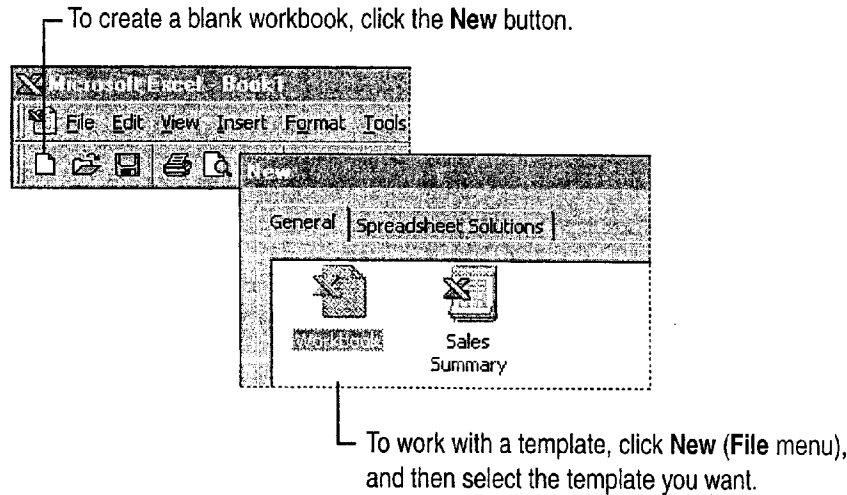 To create a blank workbook, click the New button.
Microsoft Excel - Book1
File Edit View Insert Format Tools
New
General Spreadsheet Solutions
Workbook
Sales
Summary
To work with a template, click New (File menu),
and then select the template you want.